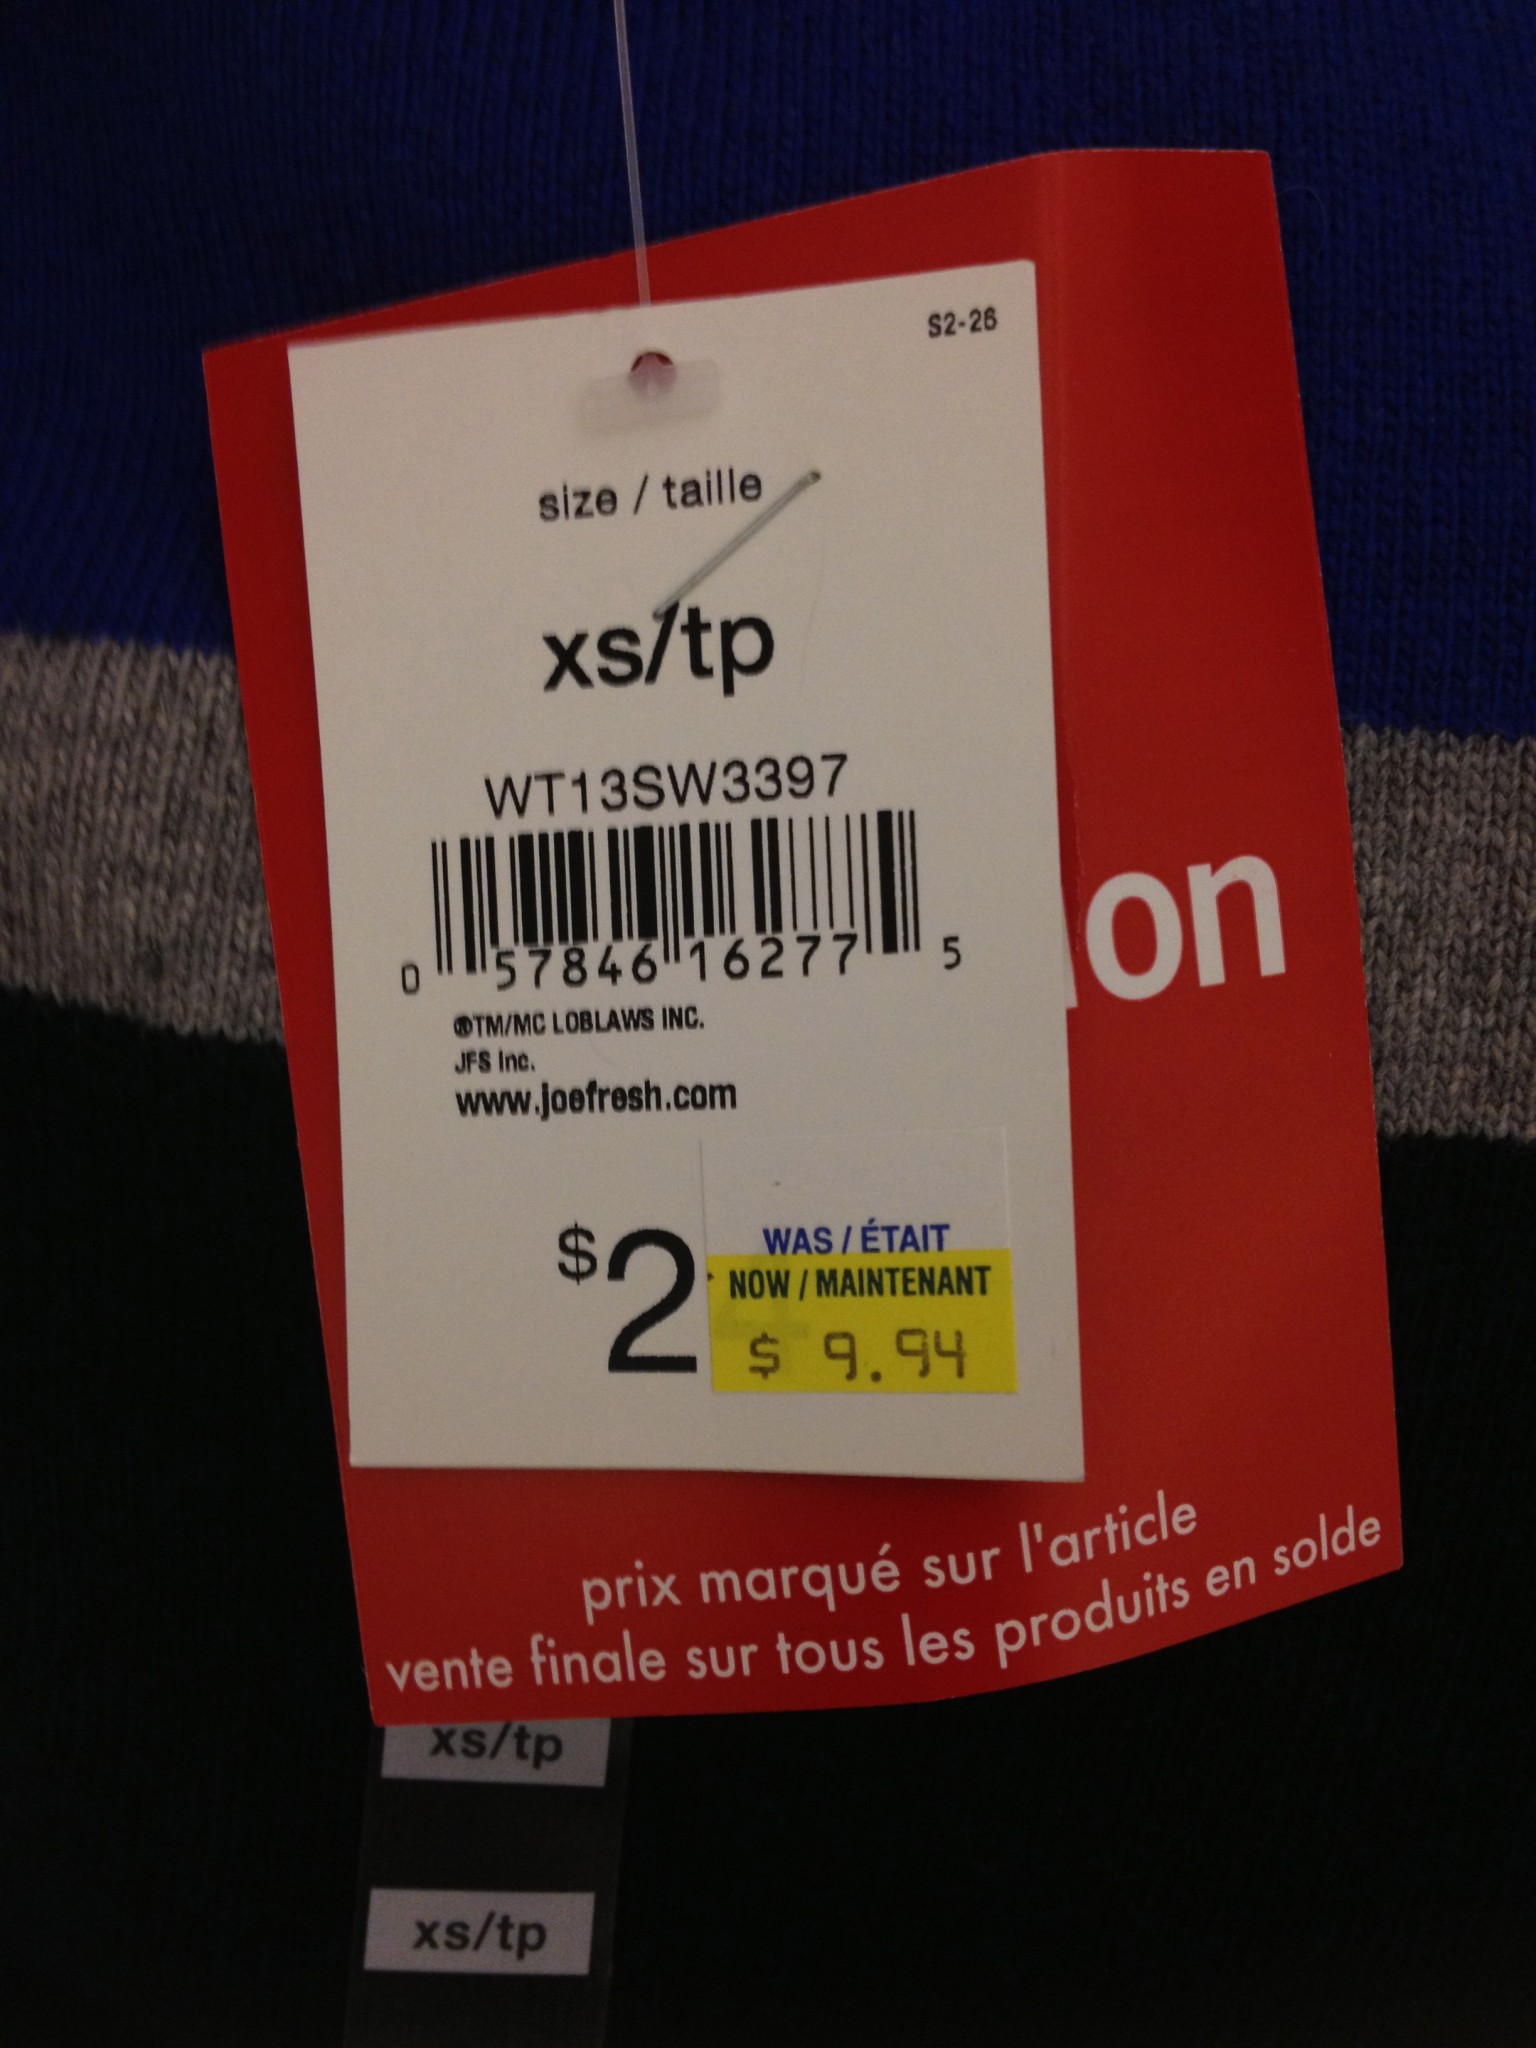 S2-26
size / taille
xs/tp
WT13SW3397
0 57846 16277 5
®TM/MC LOBLAWS INC.
JFS Inc.
www.joefresh.com
$2
WAS / ÉTAIT
NOW / MAINTENANT
$ 9.94
on
prix marqué sur l'article
vente finale sur tous les produits en solde
xs/tp
xs/tp